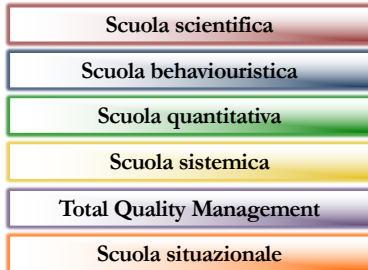 Scuola scientifica
Scuola behaviouristica
Scuola quantitativa
Scuola sistemica
Total Quality Management
Scuola situazionale